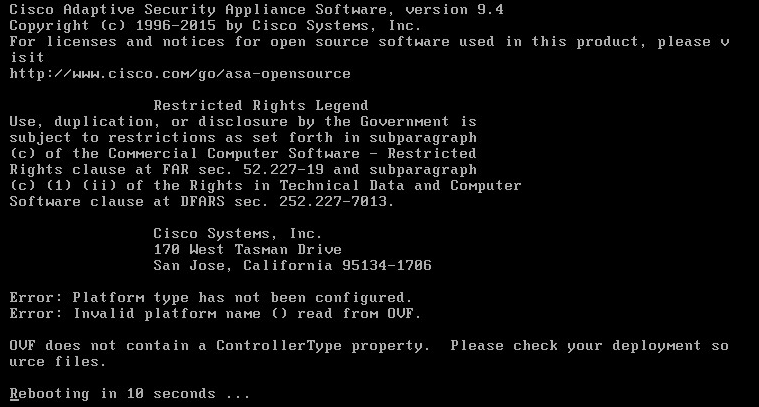 Cisco Adaptive Security Appliance Software, version 9.4
Copyright (c) 1996-2015 by Cisco Systems, Inc.
For licenses and notices for open source software used in this product, please v
isit
http://www.cisco.com/go/asa-opensource
Restricted Rights Legend
Use, duplication, or disclosure by the Government is
subject to restrictions as set forth in subparagraph
(c) of the Commercial Computer Software - Restricted
Rights clause at FAR sec. 52.227-19 and subparagraph
(c) (1) (ii) of the Rights in Technical Data and Computer
Software clause at DFARS sec. 252.227-7013.
Cisco Systems, Inc.
170 West Tasman Drive
San Jose, California 95134-1706
Error: Platform type has not been configured.
Error: Invalid platform name () read from OVF.
OVF does not contain a ControllerType property.  Please check your deployment so
urce files.
Rebooting in 10 seconds ...